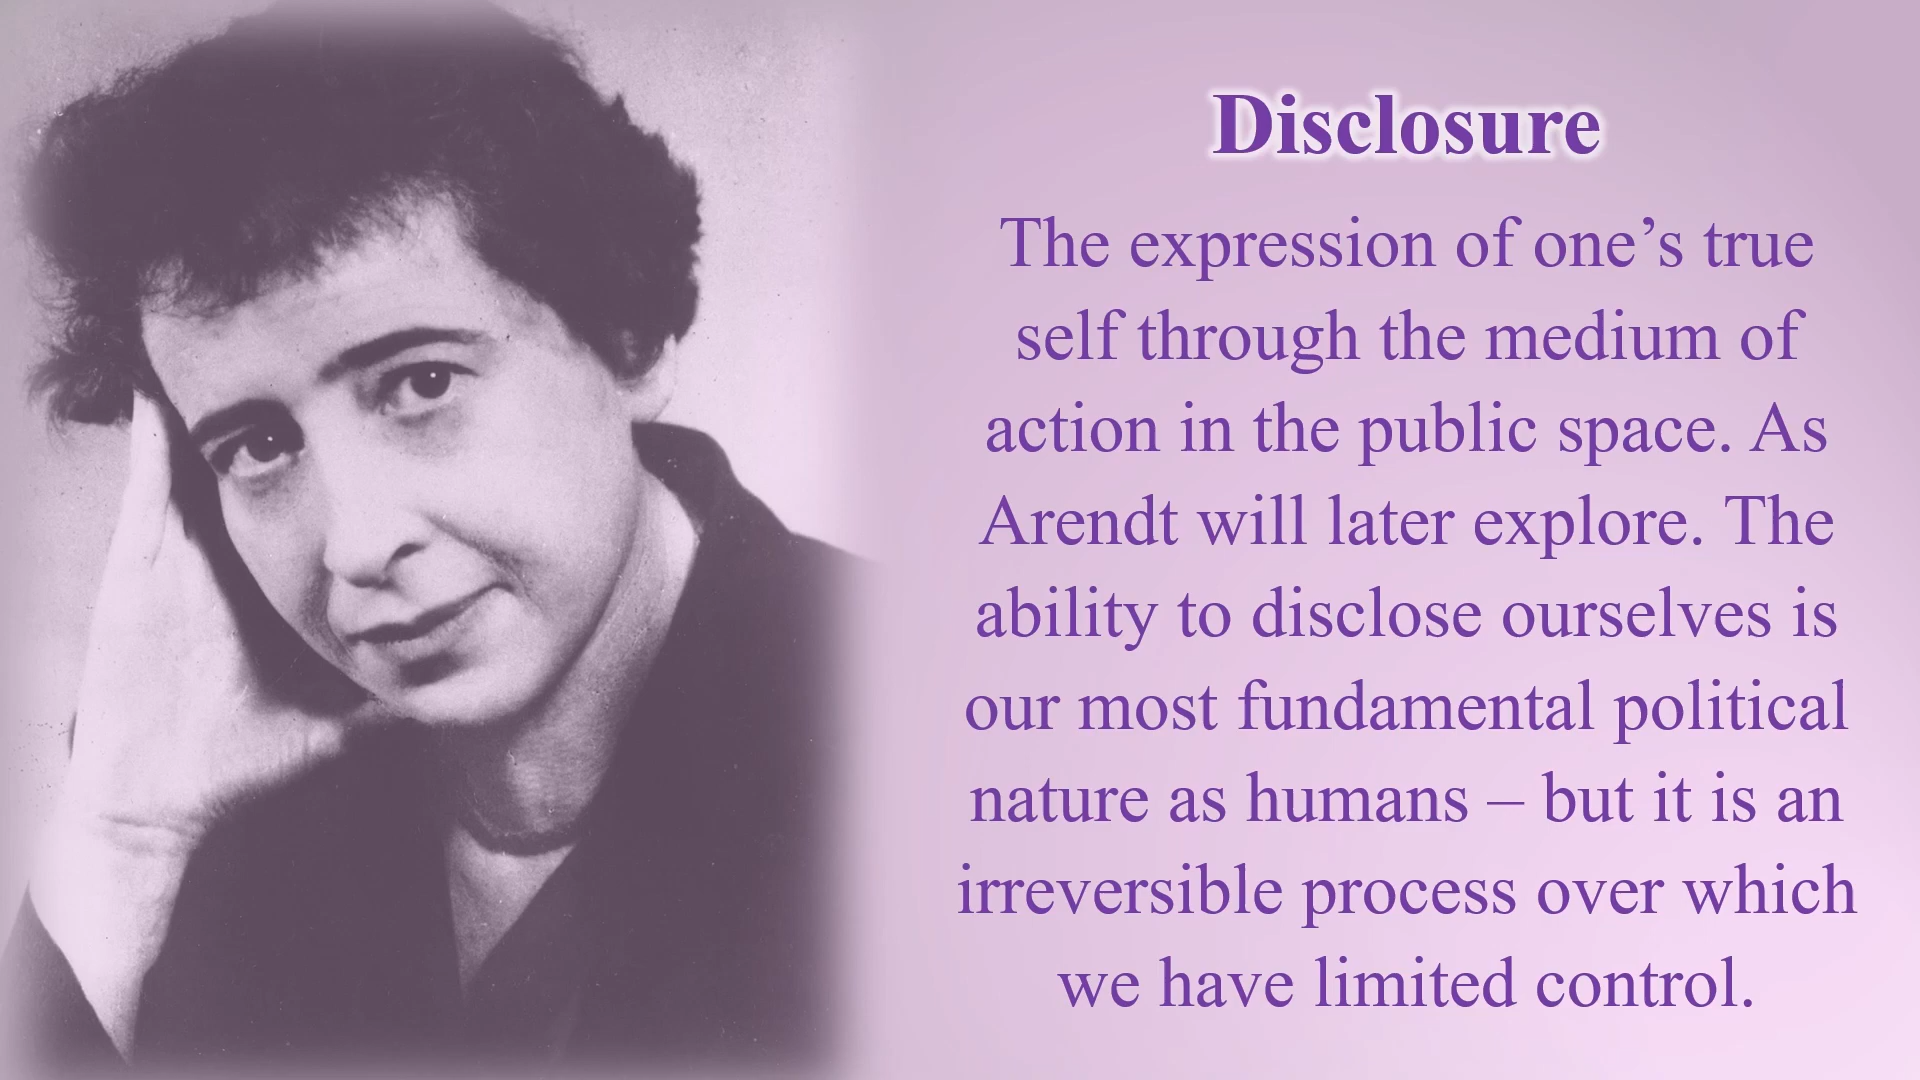 Disclosure
The expression of one’s true
self through the medium of
action in the public space. As
Arendt will later explore. The
ability to disclose ourselves is
our most fundamental political
nature as humans – but it is an
irreversible process over which
we have limited control.